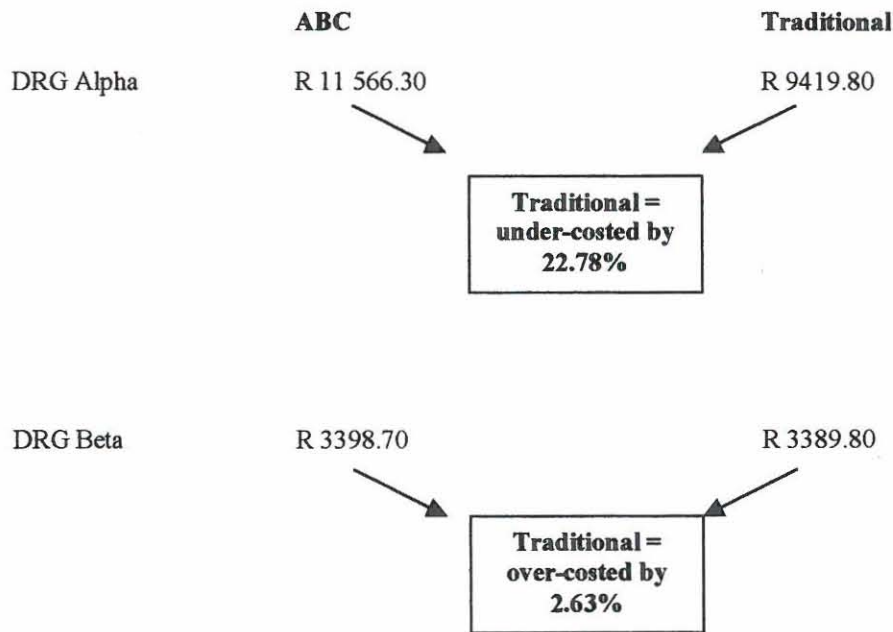 ABC Traditional
DRG Alpha R 11 566.30 R 9419.80
Traditional =
under-costed by
22.78%
DRG Beta R 3398.70 R 3389.80
Traditional =
over-costed by
2.63%